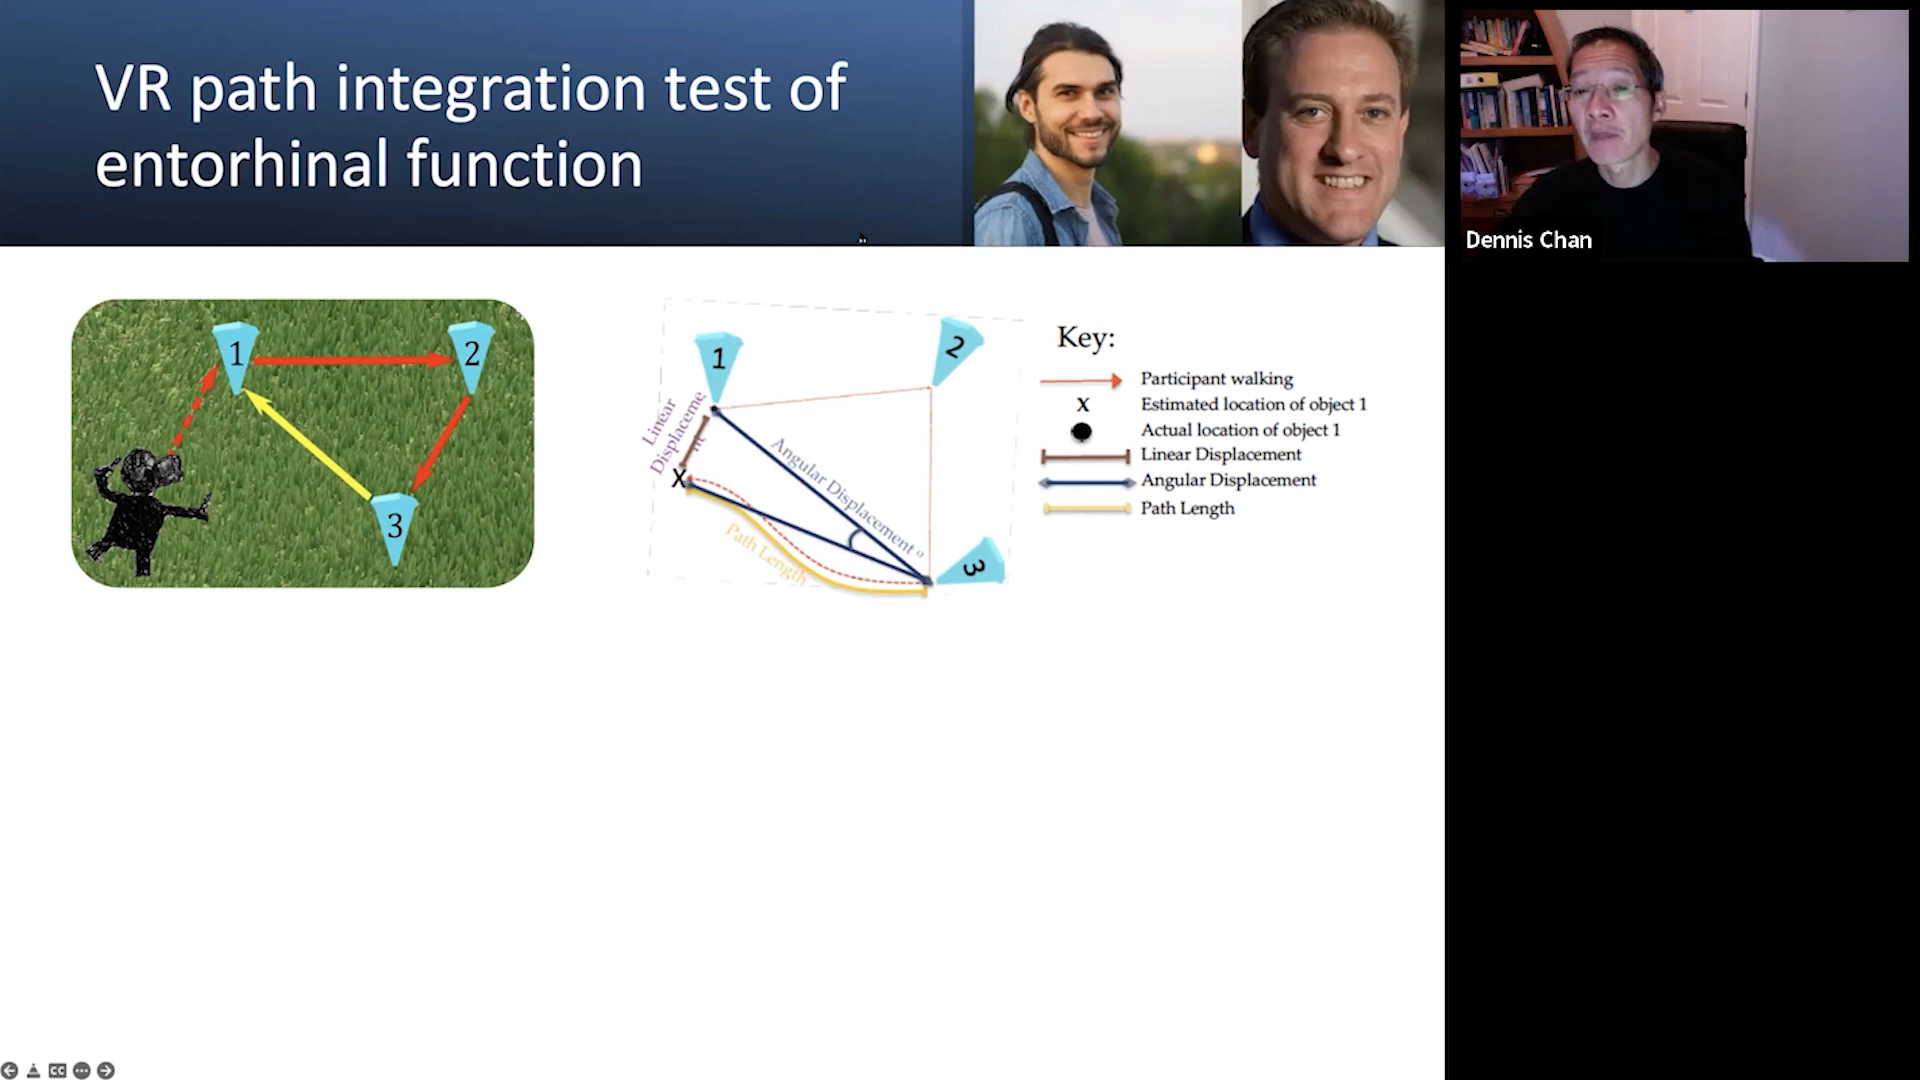 VR path integration test of
entorhinal function
Dennis Chan
1
2
3
1
2
3
Linear
Displaceme
nt
X
Angular Displacement °
Path Length
Key:
Participant walking
x Estimated location of object 1
Actual location of object 1
Linear Displacement
Angular Displacement
Path Length
CC